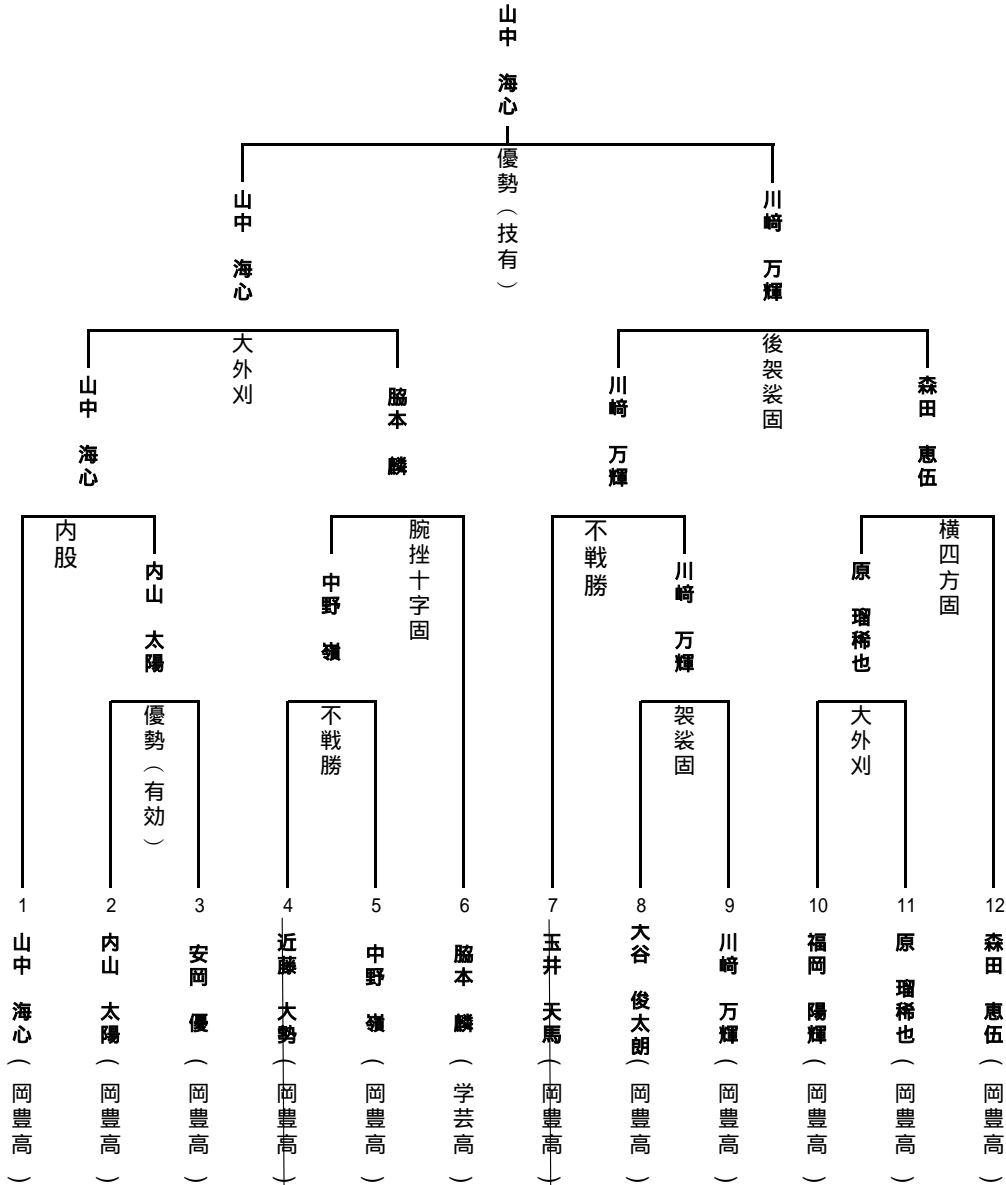 山中 海心
優勢（技有）
山中 海心
川﨑 万輝
大外刈
後袈裟固
山中 海心
脇本 麟
川﨑 万輝
森田 恵伍
内股
腕挫十字固
不戦勝
横四方固
内山 太陽
中野 嶺
川﨑 万輝
原 瑠稀也
優勢（有効）
不戦勝
袈裟固
大外刈
1
2
3
4
5
6
7
8
9
10
11
12
山中 海心（岡豊高）
内山 太陽（岡豊高）
安岡 優（岡豊高）
近藤 大勢（岡豊高）
中野 嶺（岡豊高）
脇本 麟（学芸高）
玉井 天馬（岡豊高）
大谷 俊太朗（岡豊高）
川﨑 万輝（岡豊高）
福岡 陽輝（岡豊高）
原 瑠稀也（岡豊高）
森田 恵伍（岡豊高）